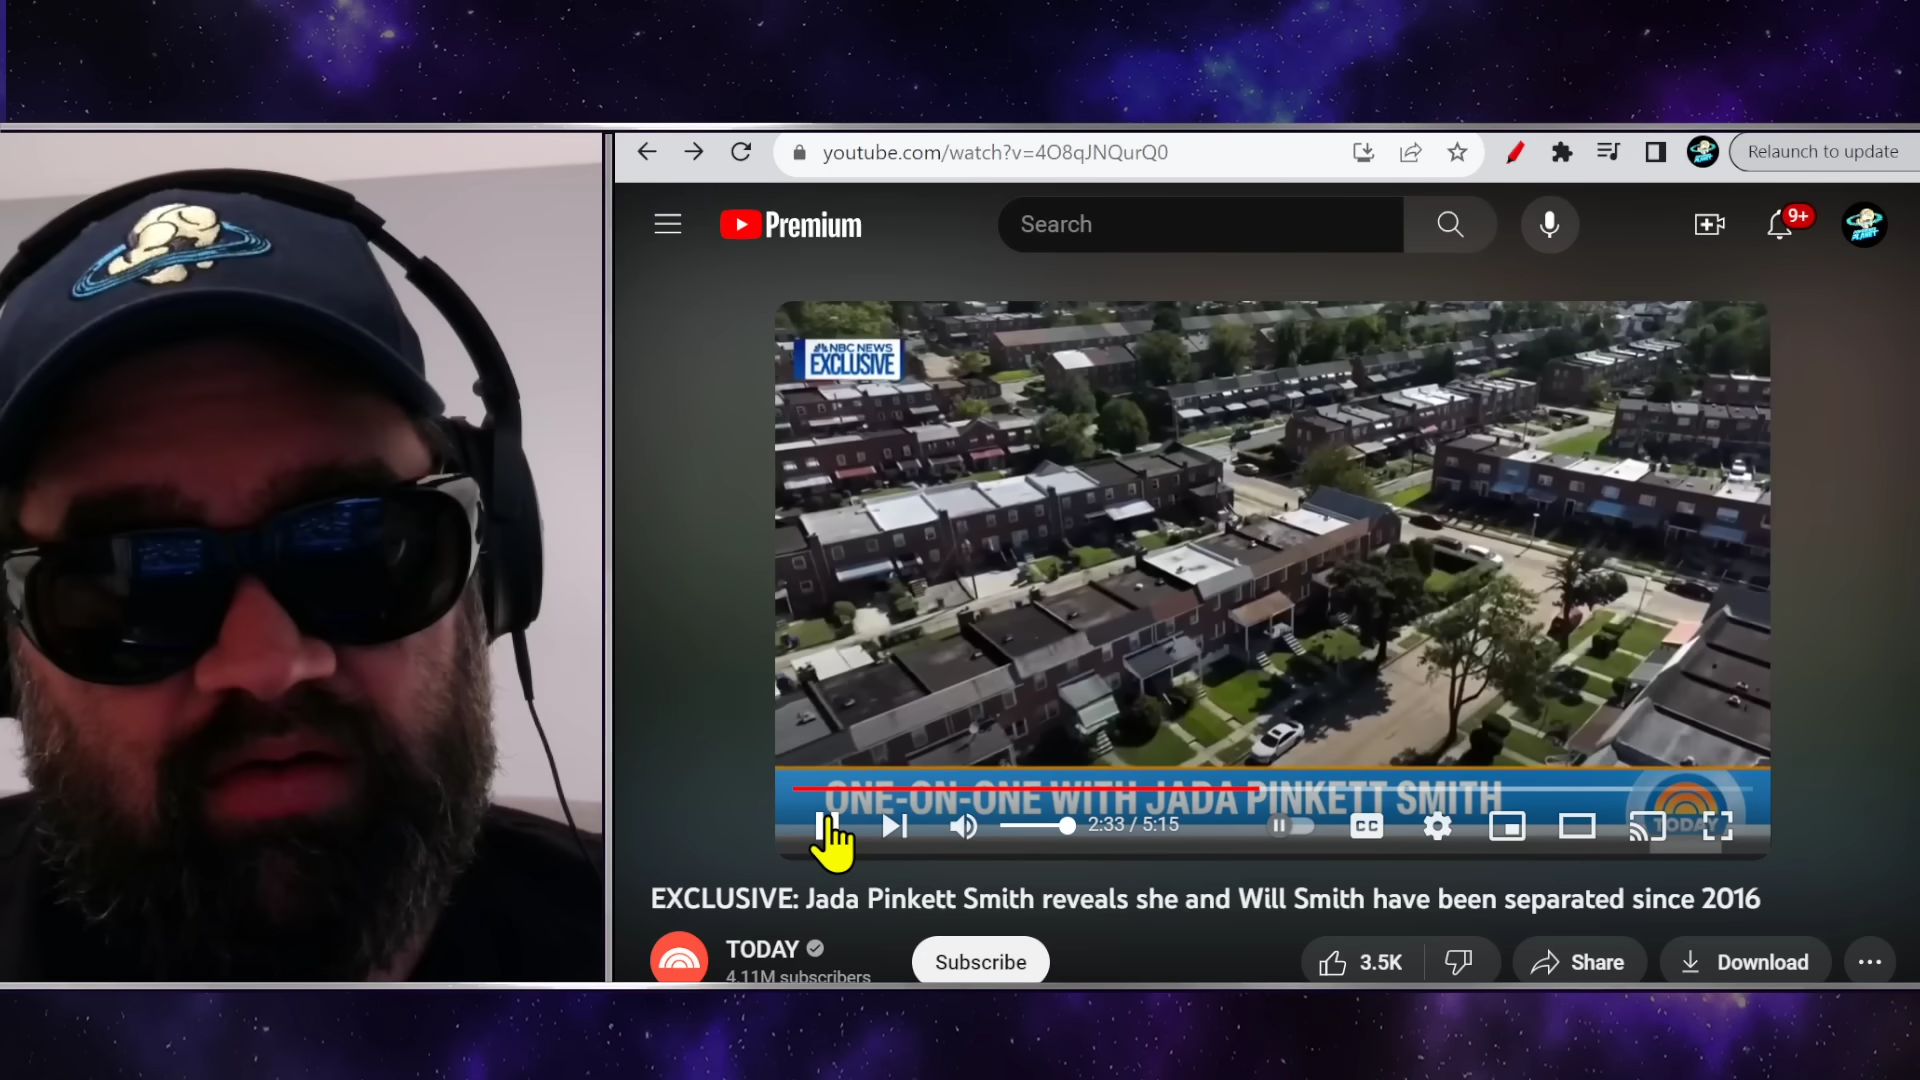 youtube.com/watch?v=4O8qJNQurQ0
Relaunch to update
Premium
Search
9+
NBC NEWS
EXCLUSIVE
ONE-ON-ONE WITH JADA PINKETT SMITH
TODAY
2:33 / 5:15
CC
EXCLUSIVE: Jada Pinkett Smith reveals she and Will Smith have been separated since 2016
TODAY
4.11M subscribers
Subscribe
3.5K
Share
Download